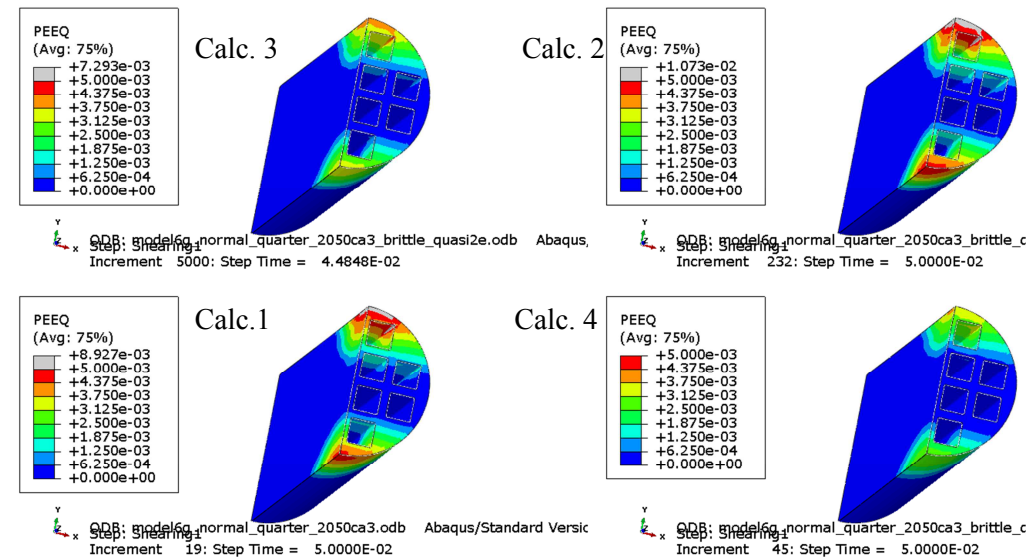 PEEQ
(Avg: 75%)
+7.293e-03
+5.000e-03
+4.375e-03
+3.750e-03
+3.125e-03
+2.500e-03
+1.875e-03
+1.250e-03
+6.250e-04
+0.000e+00
Calc. 3
Y
Z
X
ODB: model6g_normal_quarter_2050ca3_brittle_quasi2e.odb Abaqus,
Step: Shearing1
Increment 5000: Step Time = 4.4848E-02
Calc. 2
PEEQ
(Avg: 75%)
+1.073e-02
+5.000e-03
+4.375e-03
+3.750e-03
+3.125e-03
+2.500e-03
+1.875e-03
+1.250e-03
+6.250e-04
+0.000e+00
Y
Z
X
ODB: model6g_normal_quarter_2050ca3_brittle_
Step: Shearing1
Increment 232: Step Time = 5.0000E-02
PEEQ
(Avg: 75%)
+8.927e-03
+5.000e-03
+4.375e-03
+3.750e-03
+3.125e-03
+2.500e-03
+1.875e-03
+1.250e-03
+6.250e-04
+0.000e+00
Calc.1
Y
Z
X
ODB: model6g_normal_quarter_2050ca3.odb Abaqus/Standard Versic
Step: Shearing1
Increment 19: Step Time = 5.0000E-02
Calc. 4
PEEQ
(Avg: 75%)
+5.000e-03
+4.375e-03
+3.750e-03
+3.125e-03
+2.500e-03
+1.875e-03
+1.250e-03
+6.250e-04
+0.000e+00
Y
Z
X
ODB: model6g_normal_quarter_2050ca3_brittle_
Step: Shearing1
Increment 45: Step Time = 5.0000E-02